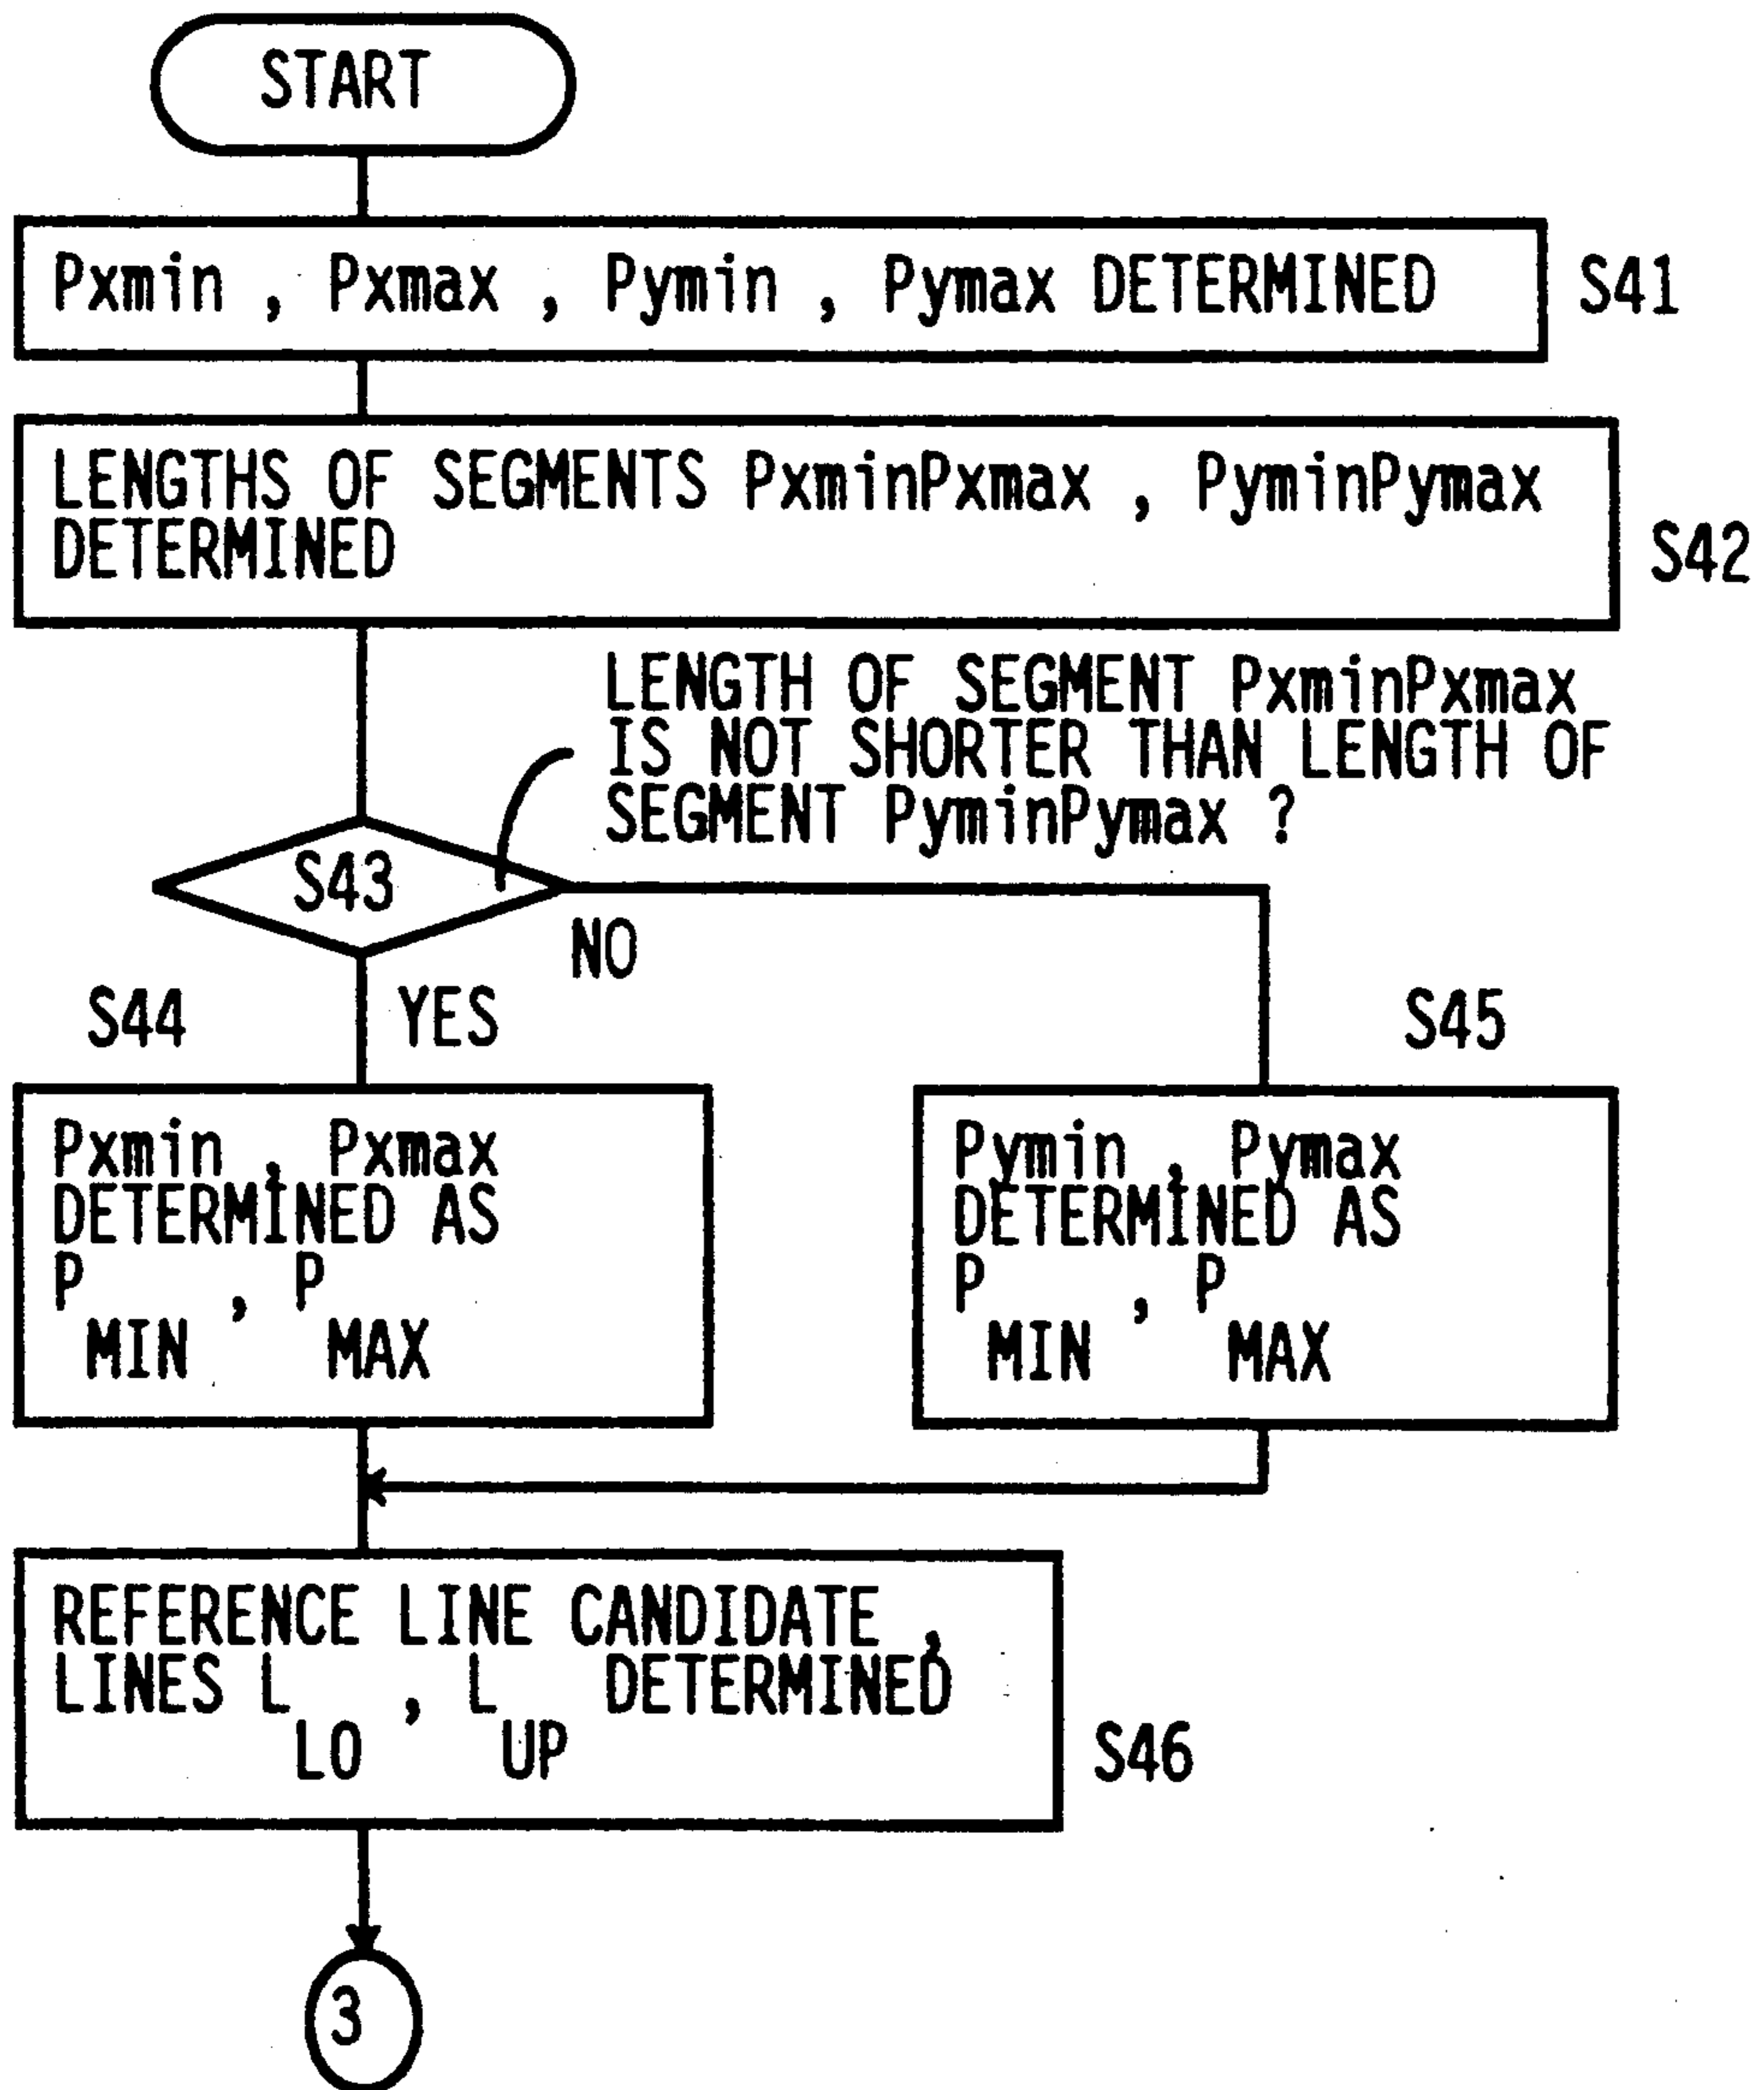 START
Pxmin , Pxmax , Pymin , Pymax DETERMINED
S41
LENGTHS OF SEGMENTS PxminPxmax , PyminPymax
DETERMINED
S42
LENGTH OF SEGMENT PxminPxmax
IS NOT SHORTER THAN LENGTH OF
SEGMENT PyminPymax ?
S43
NO
S44
YES
S45
Pxmin , Pxmax
DETERMINED AS
P , P
MIN MAX
Pymin , Pymax
DETERMINED AS
P , P
MIN MAX
REFERENCE LINE CANDIDATE ,
LINES L , L DETERMINED
LO UP
S46
3